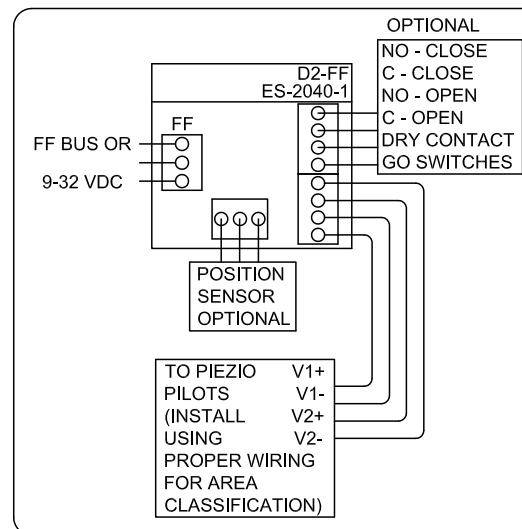 OPTIONAL
NO - CLOSE
C - CLOSE
NO - OPEN
C - OPEN
DRY CONTACT
GO SWITCHES
D2-FF
ES-2040-1
FF
FF BUS OR
9-32 VDC
POSITION
SENSOR
OPTIONAL
TO PIEZIO V1+
PILOTS V1-
(INSTALL V2+
USING V2-
PROPER WIRING
FOR AREA
CLASSIFICATION)